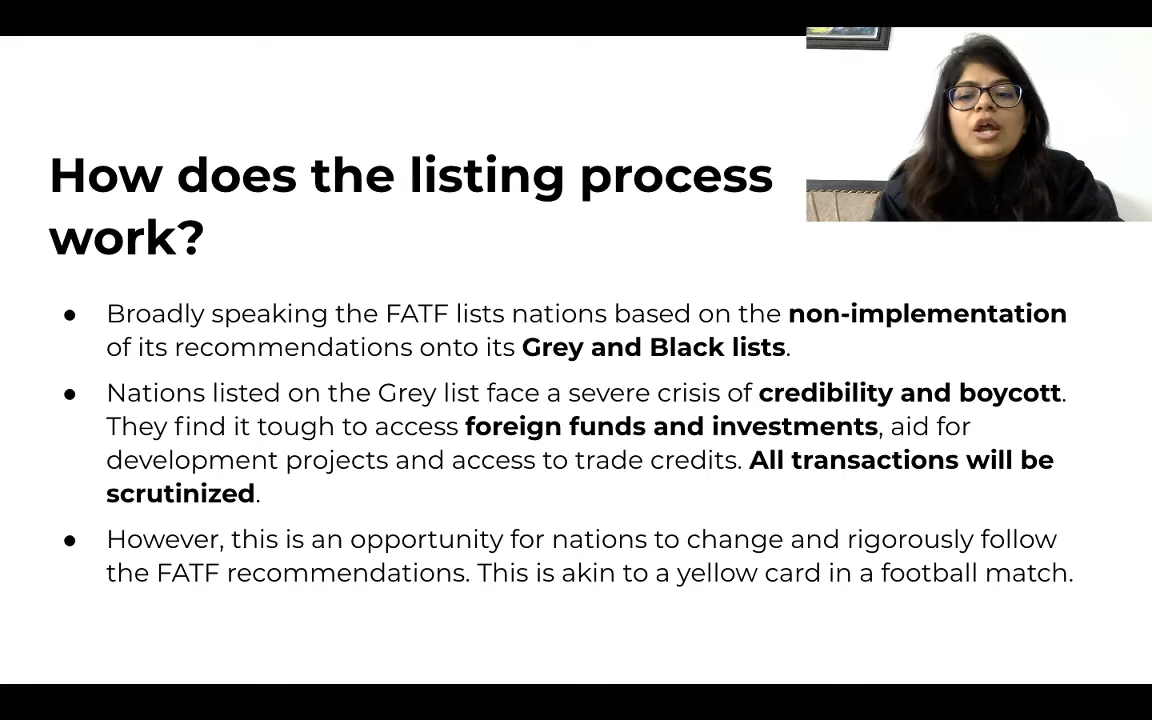 How does the listing process
work?
● Broadly speaking the FATF lists nations based on the non-implementation
of its recommendations onto its Grey and Black lists.
● Nations listed on the Grey list face a severe crisis of credibility and boycott.
They find it tough to access foreign funds and investments, aid for
development projects and access to trade credits. All transactions will be
scrutinized.
● However, this is an opportunity for nations to change and rigorously follow
the FATF recommendations. This is akin to a yellow card in a football match.